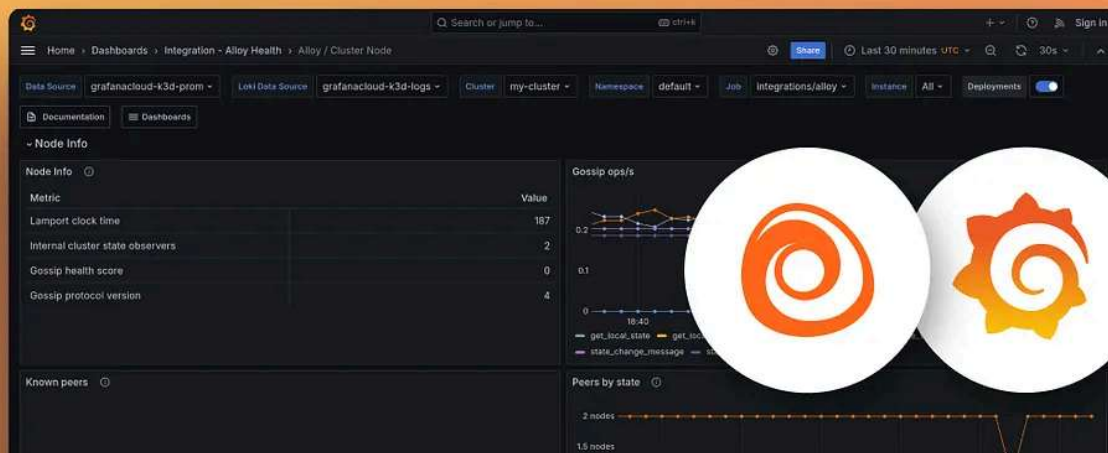 Search or jump to... ctrl+k Sign in
Home › Dashboards › Integration - Alloy Health › Alloy / Cluster Node Share Last 30 minutes UTC 30s
Data Source grafanacloud-k3d-prom Loki Data Source grafanacloud-k3d-logs Cluster my-cluster Namespace default Job integrations/alloy Instance All Deployments
Documentation Dashboards
Node Info
Node Info
Metric Value
Lamport clock time 187
Internal cluster state observers 2
Gossip health score 0
Gossip protocol version 4
Gossip ops/s
0.2
0.1
0
18:40
get_local_state
state_change_message
Known peers
Peers by state
2 nodes
1.5 nodes